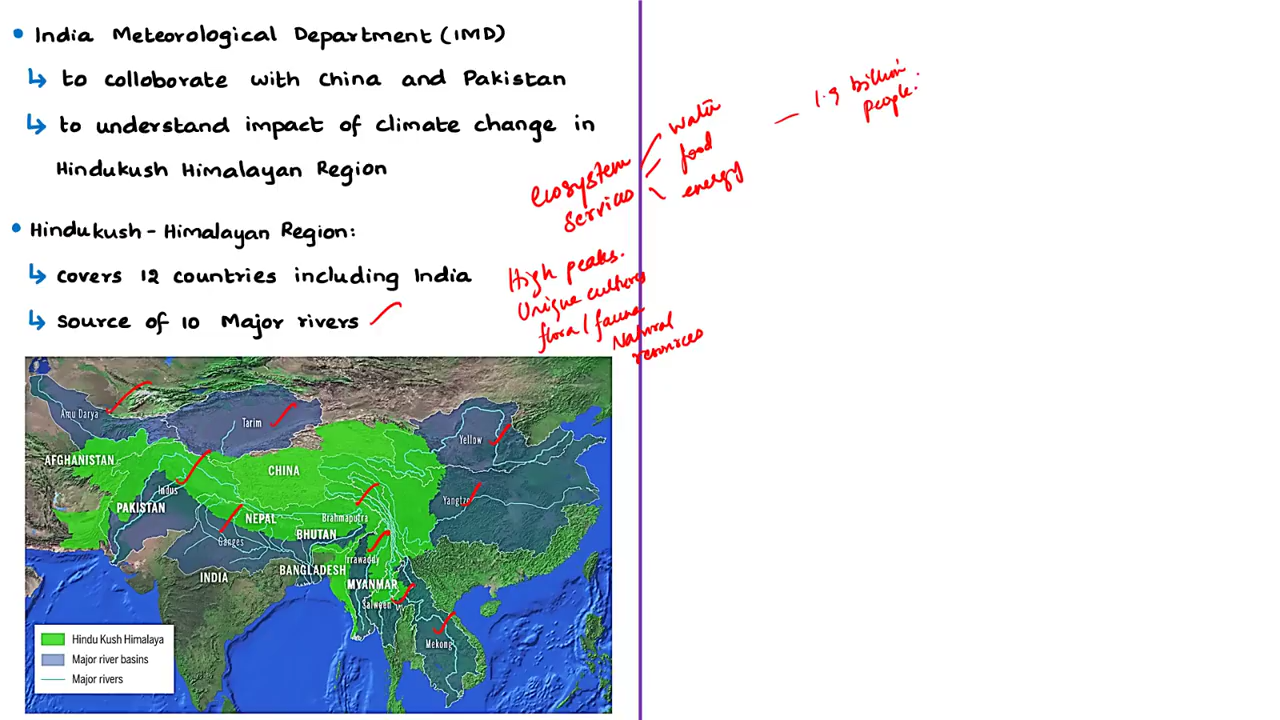 • India Meteorological Department (IMD)
↳ to collaborate with China and Pakistan
↳ to understand impact of climate change in
Hindukush Himalayan Region
• Hindukush-Himalayan Region:
↳ covers 12 countries including India
↳ source of 10 Major rivers
ecosystem
services
water
food
energy
1.9 billion
people.
High peaks.
Unique cultures
flora/fauna
Natural
resources
Amu Darya
Tarim
Yellow
AFGHANISTAN
CHINA
Indus
Yangtze
PAKISTAN
NEPAL
Brahmaputra
Ganges
BHUTAN
Irrawaddy
BANGLADESH
INDIA
MYANMAR
Salween
Mekong
Hindu Kush Himalaya
Major river basins
Major rivers